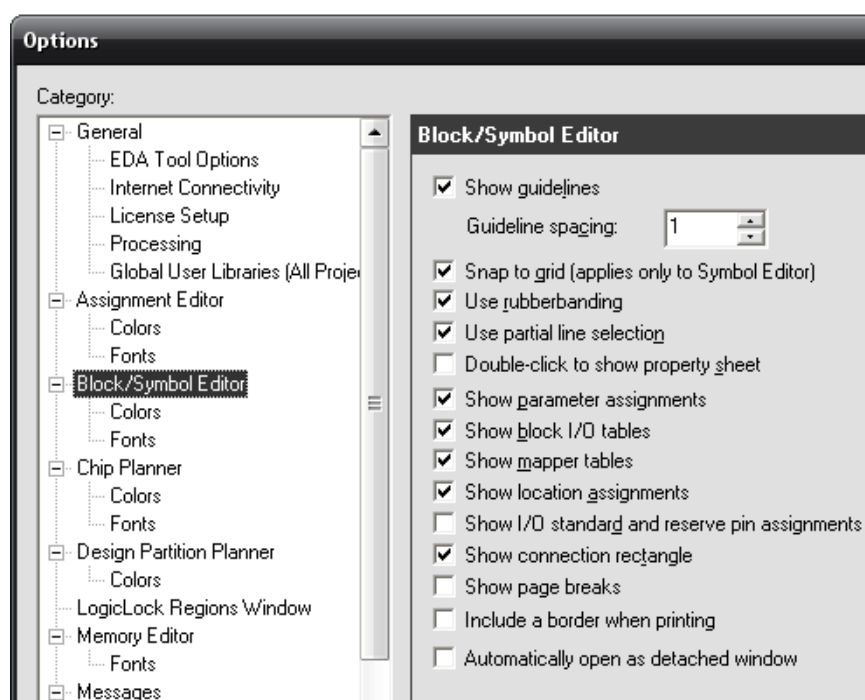 Options
Category:
General
EDA Tool Options
Internet Connectivity
License Setup
Processing
Global User Libraries (All Proje
Assignment Editor
Colors
Fonts
Block/Symbol Editor
Colors
Fonts
Chip Planner
Colors
Fonts
Design Partition Planner
Colors
LogicLock Regions Window
Memory Editor
Fonts
Messages
Block/Symbol Editor
Show guidelines
Guideline spacing: 1
Snap to grid (applies only to Symbol Editor)
Use rubberbanding
Use partial line selection
Double-click to show property sheet
Show parameter assignments
Show block I/O tables
Show mapper tables
Show location assignments
Show I/O standard and reserve pin assignments
Show connection rectangle
Show page breaks
Include a border when printing
Automatically open as detached window